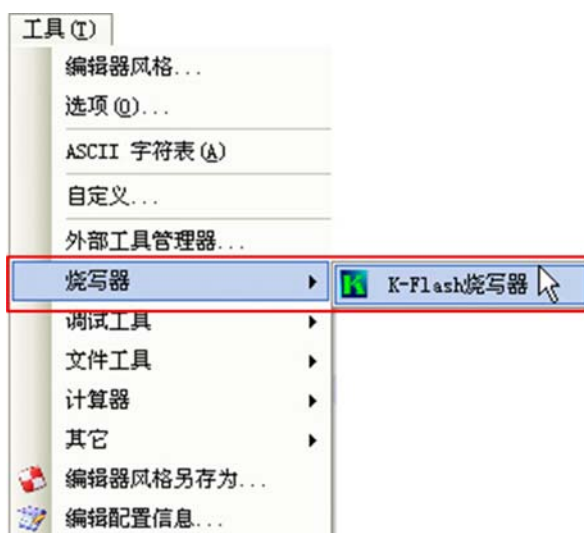 工具(T)
编辑器风格...
选项(O)...
ASCII 字符表(A)
自定义...
外部工具管理器...
烧写器
K-Flash烧写器
调试工具
文件工具
计算器
其它
编辑器风格另存为...
编辑配置信息...